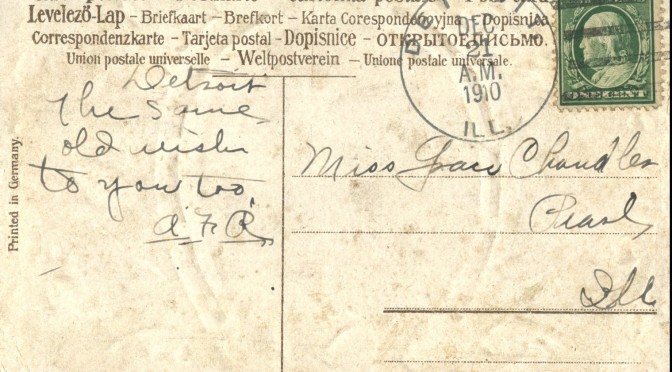 Levelező-Lap - Briefkaart - Brefkort - Karta Corespondencyjna - Dopisnica
Correspondenzkarte - Tarjeta postal - Dopisnice - ОТКРЫТОЕ ПИСЬМО.
Union postale universelle - Weltpostverein - Unione postale universale.
DEC
21
A.M.
1910
ILL.
ONE CENT
Detroit
the Same
old wishes
to you too
A.F.R.
Printed in Germany.
Miss Grace Chandler
Pearl
Ill